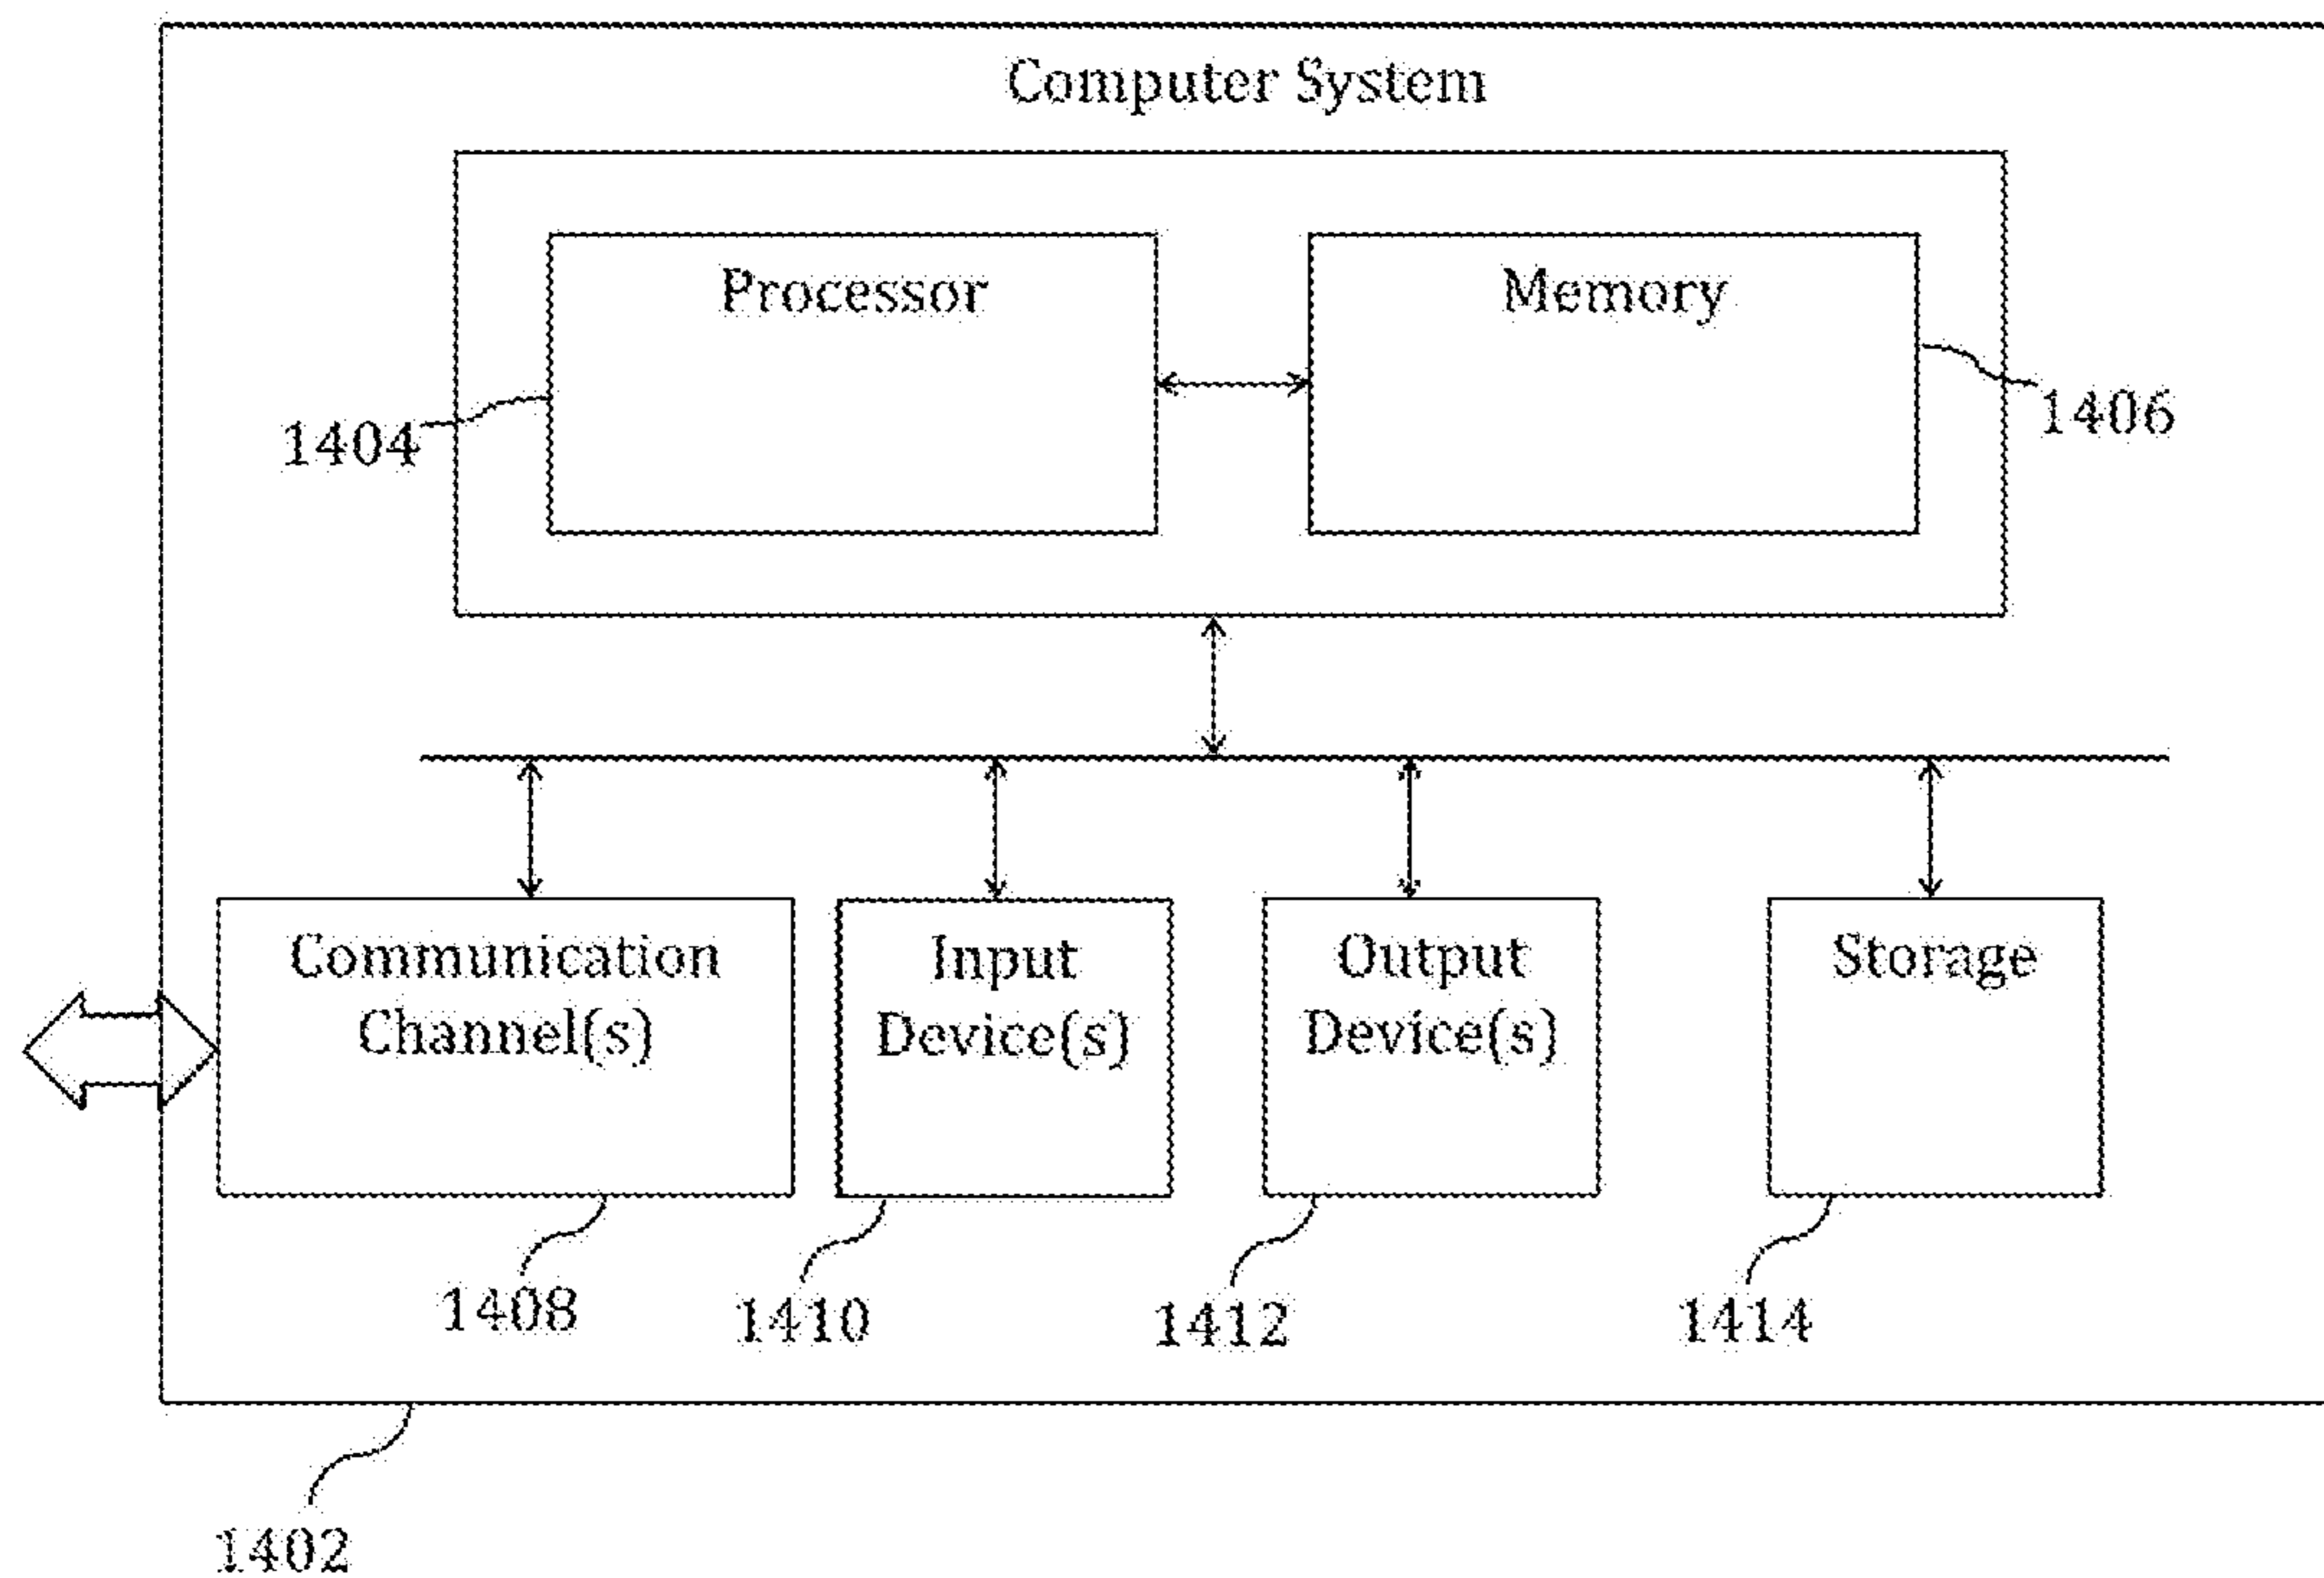 Computer System
Processor
Memory
1404
1406
Communication
Channel(s)
Input
Device(s)
Output
Device(s)
Storage
1408
1410
1412
1414
1402